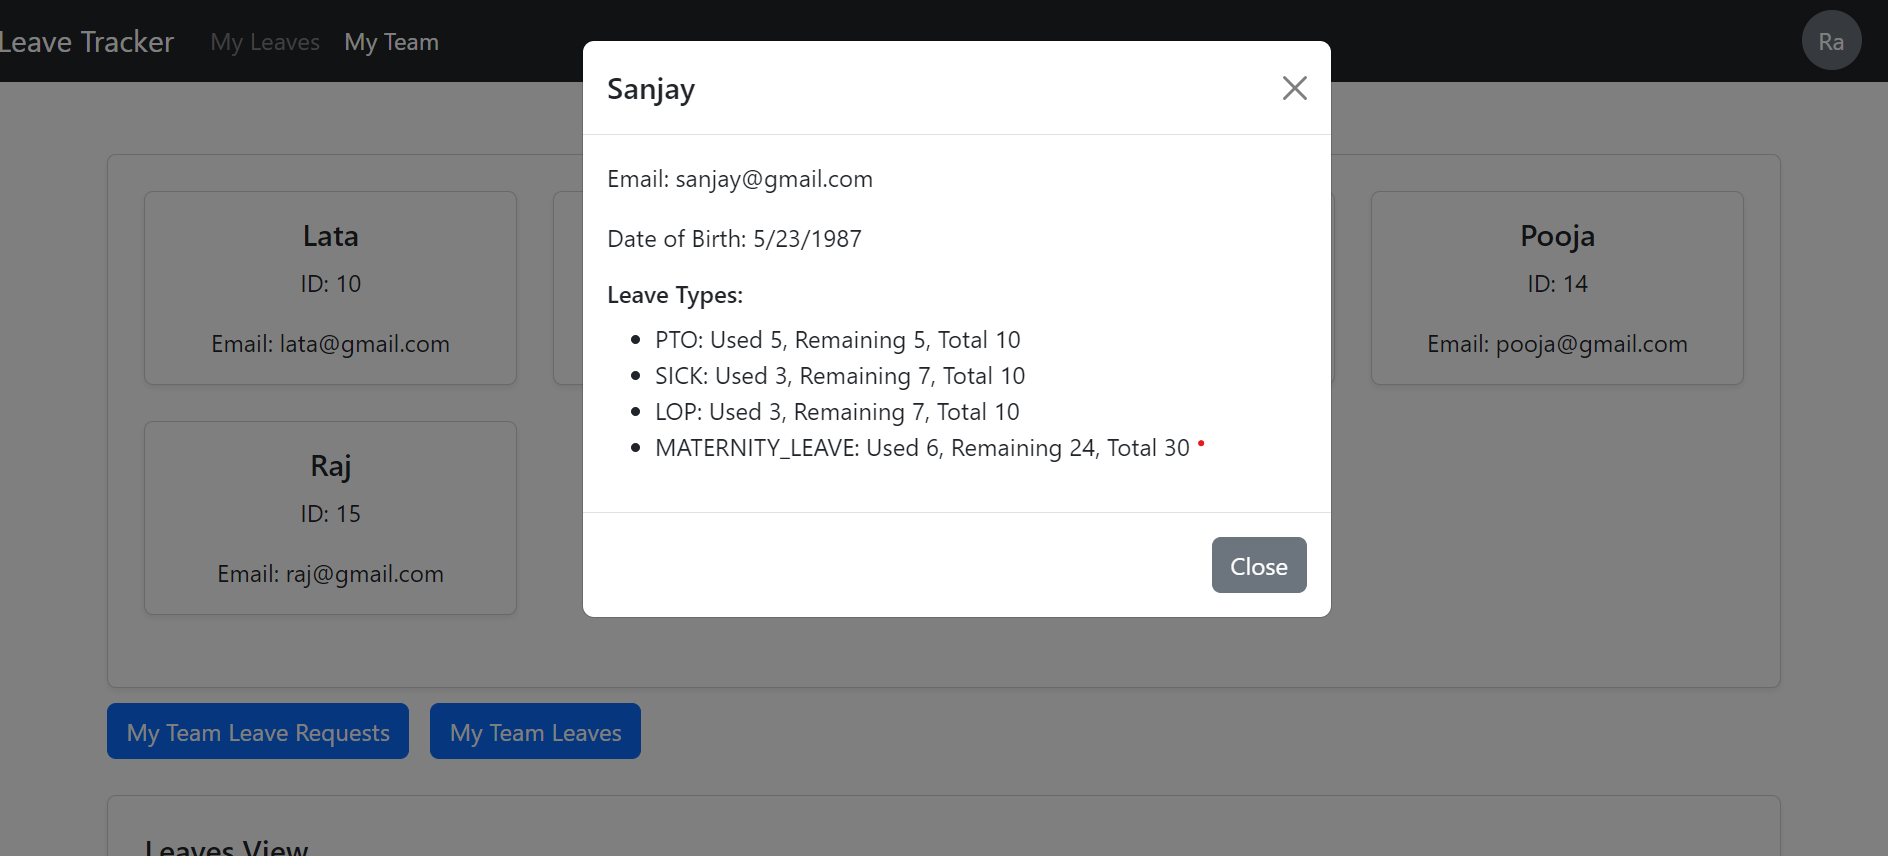 Leave Tracker My Leaves My Team Ra
Sanjay
Email: sanjay@gmail.com
Date of Birth: 5/23/1987
Leave Types:
PTO: Used 5, Remaining 5, Total 10
SICK: Used 3, Remaining 7, Total 10
LOP: Used 3, Remaining 7, Total 10
MATERNITY_LEAVE: Used 6, Remaining 24, Total 30
Close
Lata
ID: 10
Email: lata@gmail.com
Pooja
ID: 14
Email: pooja@gmail.com
Raj
ID: 15
Email: raj@gmail.com
My Team Leave Requests My Team Leaves
Leaves View